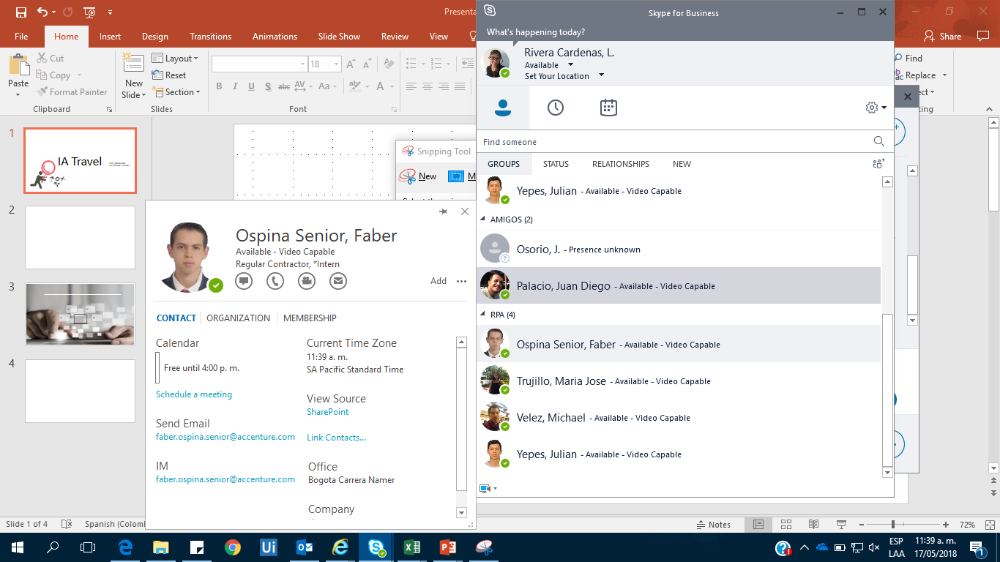 Presenta
File
Home
Insert
Design
Transitions
Animations
Slide Show
Review
View
Share
Paste
Cut
Copy
Format Painter
Clipboard
New
Slide
Layout
Reset
Section
Slides
18
B I U S abc AV Aa A
Font
Find
Replace
Skype for Business
What's happening today?
Rivera Cardenas, L.
Available
Set Your Location
Find someone
GROUPS
STATUS
RELATIONSHIPS
NEW
Yepes, Julian - Available - Video Capable
AMIGOS (2)
Osorio, J. - Presence unknown
Palacio, Juan Diego - Available - Video Capable
RPA (4)
Ospina Senior, Faber - Available - Video Capable
Trujillo, Maria Jose - Available - Video Capable
Velez, Michael - Available - Video Capable
Yepes, Julian - Available - Video Capable
1
IA Travel
2
3
4
Snipping Tool
New
M
Ospina Senior, Faber
Available - Video Capable
Regular Contractor, *Intern
Add
CONTACT
ORGANIZATION
MEMBERSHIP
Calendar
Free until 4:00 p. m.
Schedule a meeting
Send Email
faber.ospina.senior@accenture.com
IM
faber.ospina.senior@accenture.com
Current Time Zone
11:39 a. m.
SA Pacific Standard Time
View Source
SharePoint
Link Contacts...
Office
Bogota Carrera Namer
Company
Slide 1 of 4
Spanish (Colom
Notes
72%
Ui
ESP
LAA
11:39 a. m.
17/05/2018
1